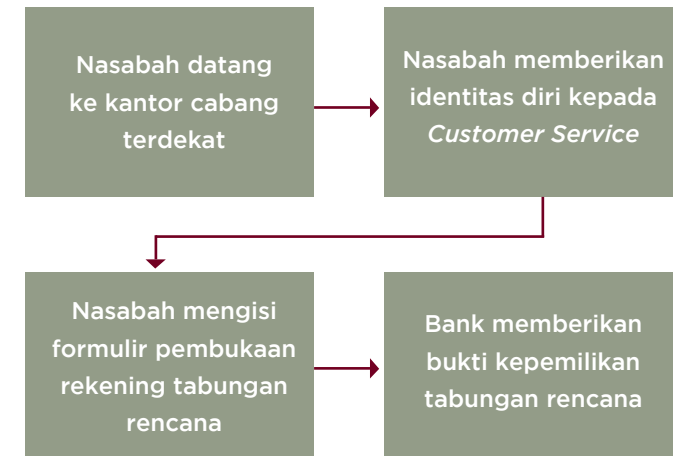 Nasabah datang
ke kantor cabang
terdekat
Nasabah memberikan
identitas diri kepada
Customer Service
Nasabah mengisi
formulir pembukaan
rekening tabungan
rencana
Bank memberikan
bukti kepemilikan
tabungan rencana